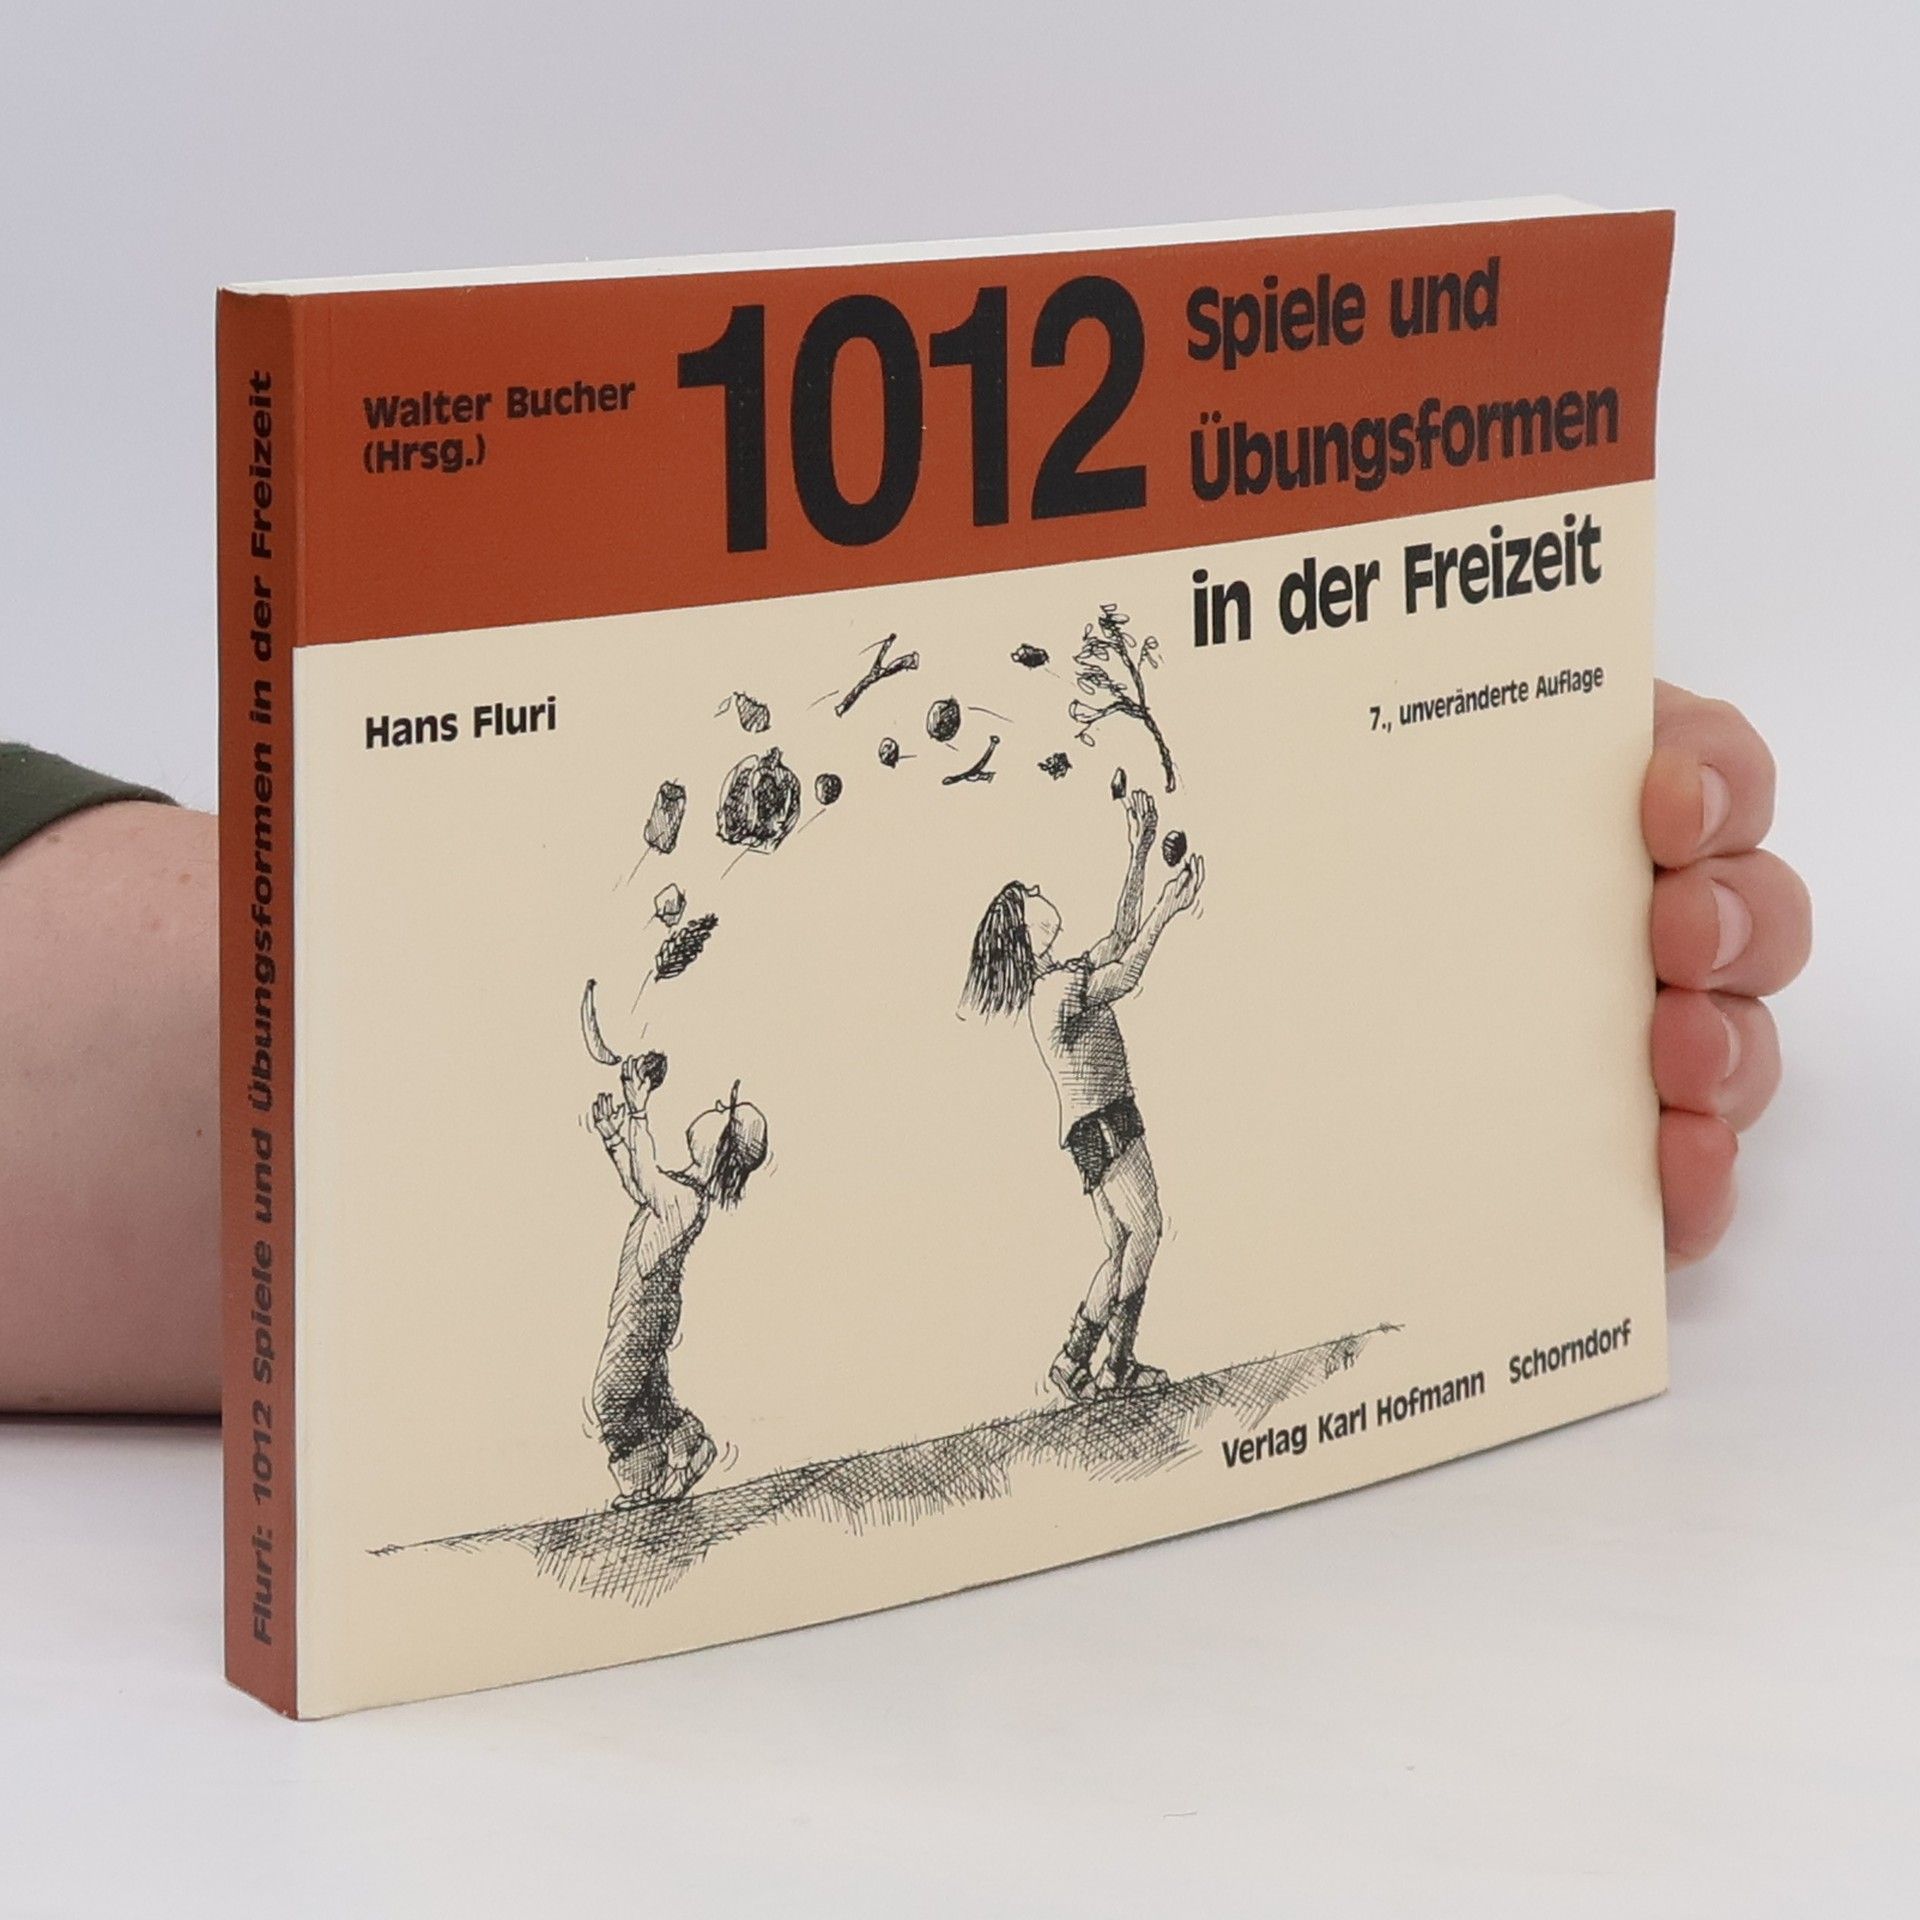 Walter Bucher
(Hrsg.)
1012
Spiele und
Übungsformen
in der Freizeit
7., unveränderte Auflage
Hans Fluri
Verlag Karl Hofmann Schorndorf
Fluri: 1012 Spiele und Übungsformen in der Freizeit